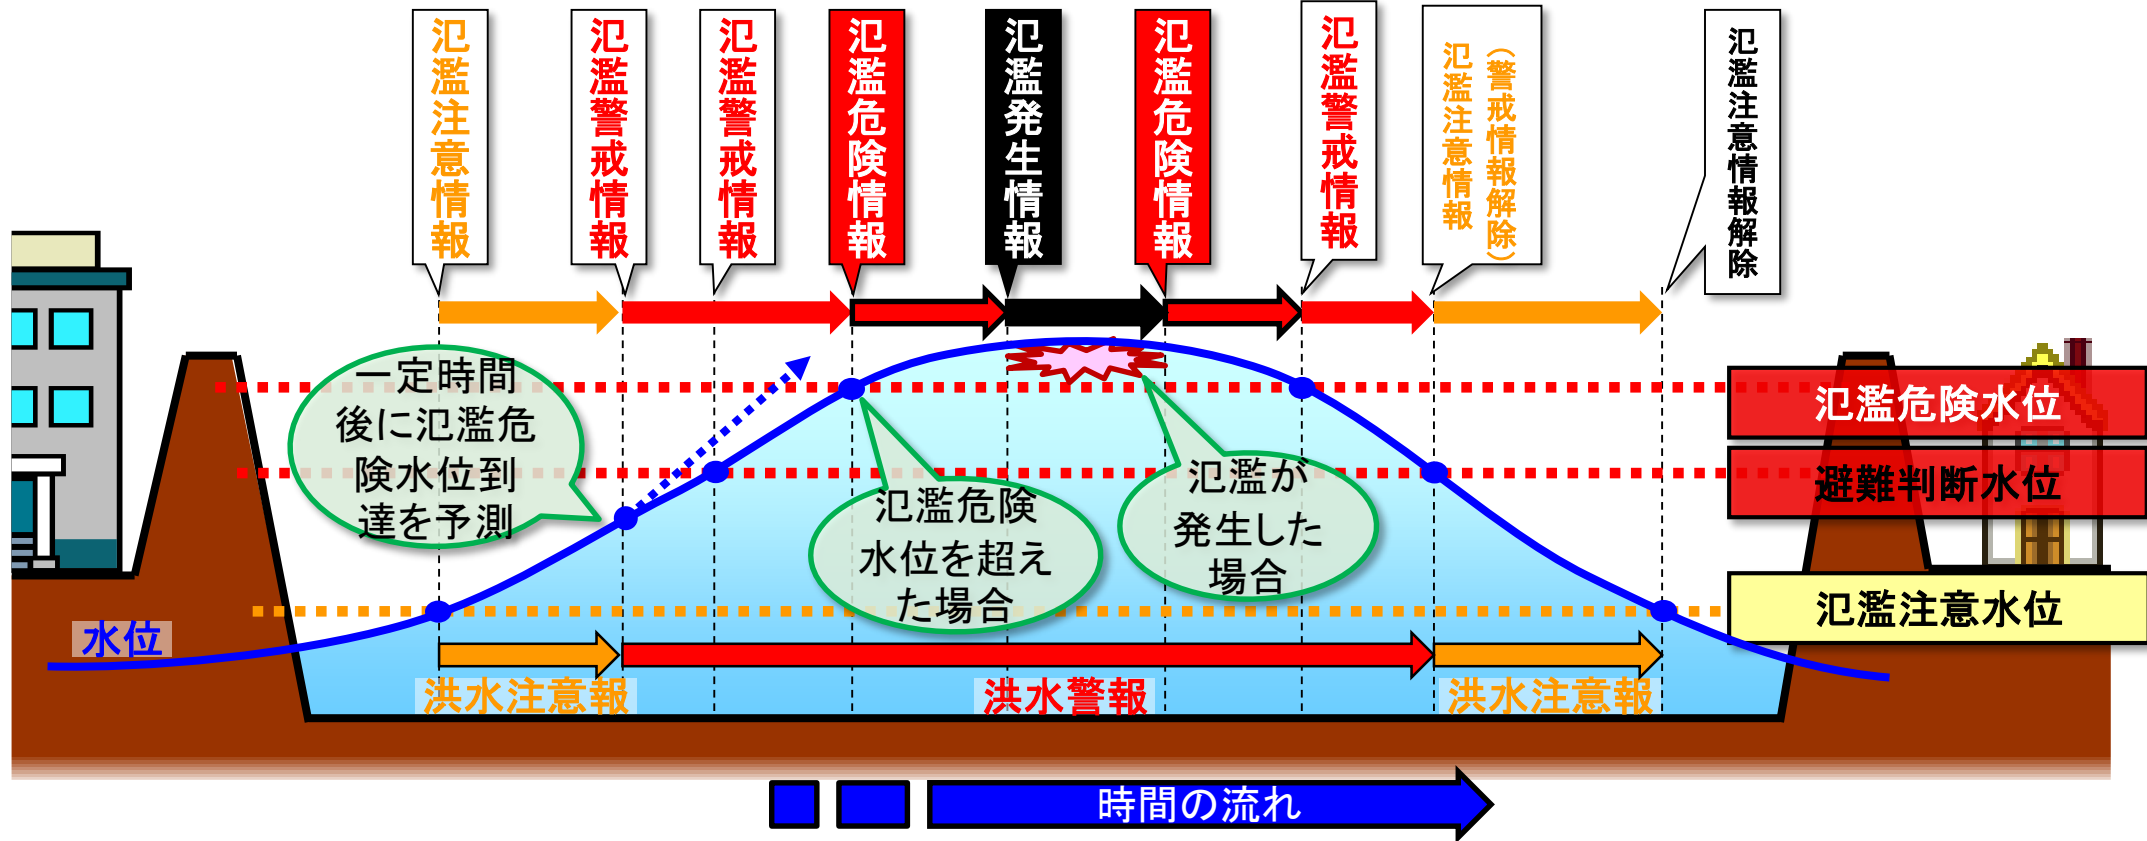 氾濫注意情報
氾濫警戒情報
氾濫警戒情報
氾濫危険情報
氾濫発生情報
氾濫危険情報
氾濫警戒情報
(警戒情報解除)
氾濫注意情報
氾濫注意情報解除
一定時間
後に氾濫危
険水位到
達を予測
氾濫危険
水位を超え
た場合
氾濫が
発生した
場合
氾濫危険水位
避難判断水位
氾濫注意水位
水位
洪水注意報
洪水警報
洪水注意報
時間の流れ